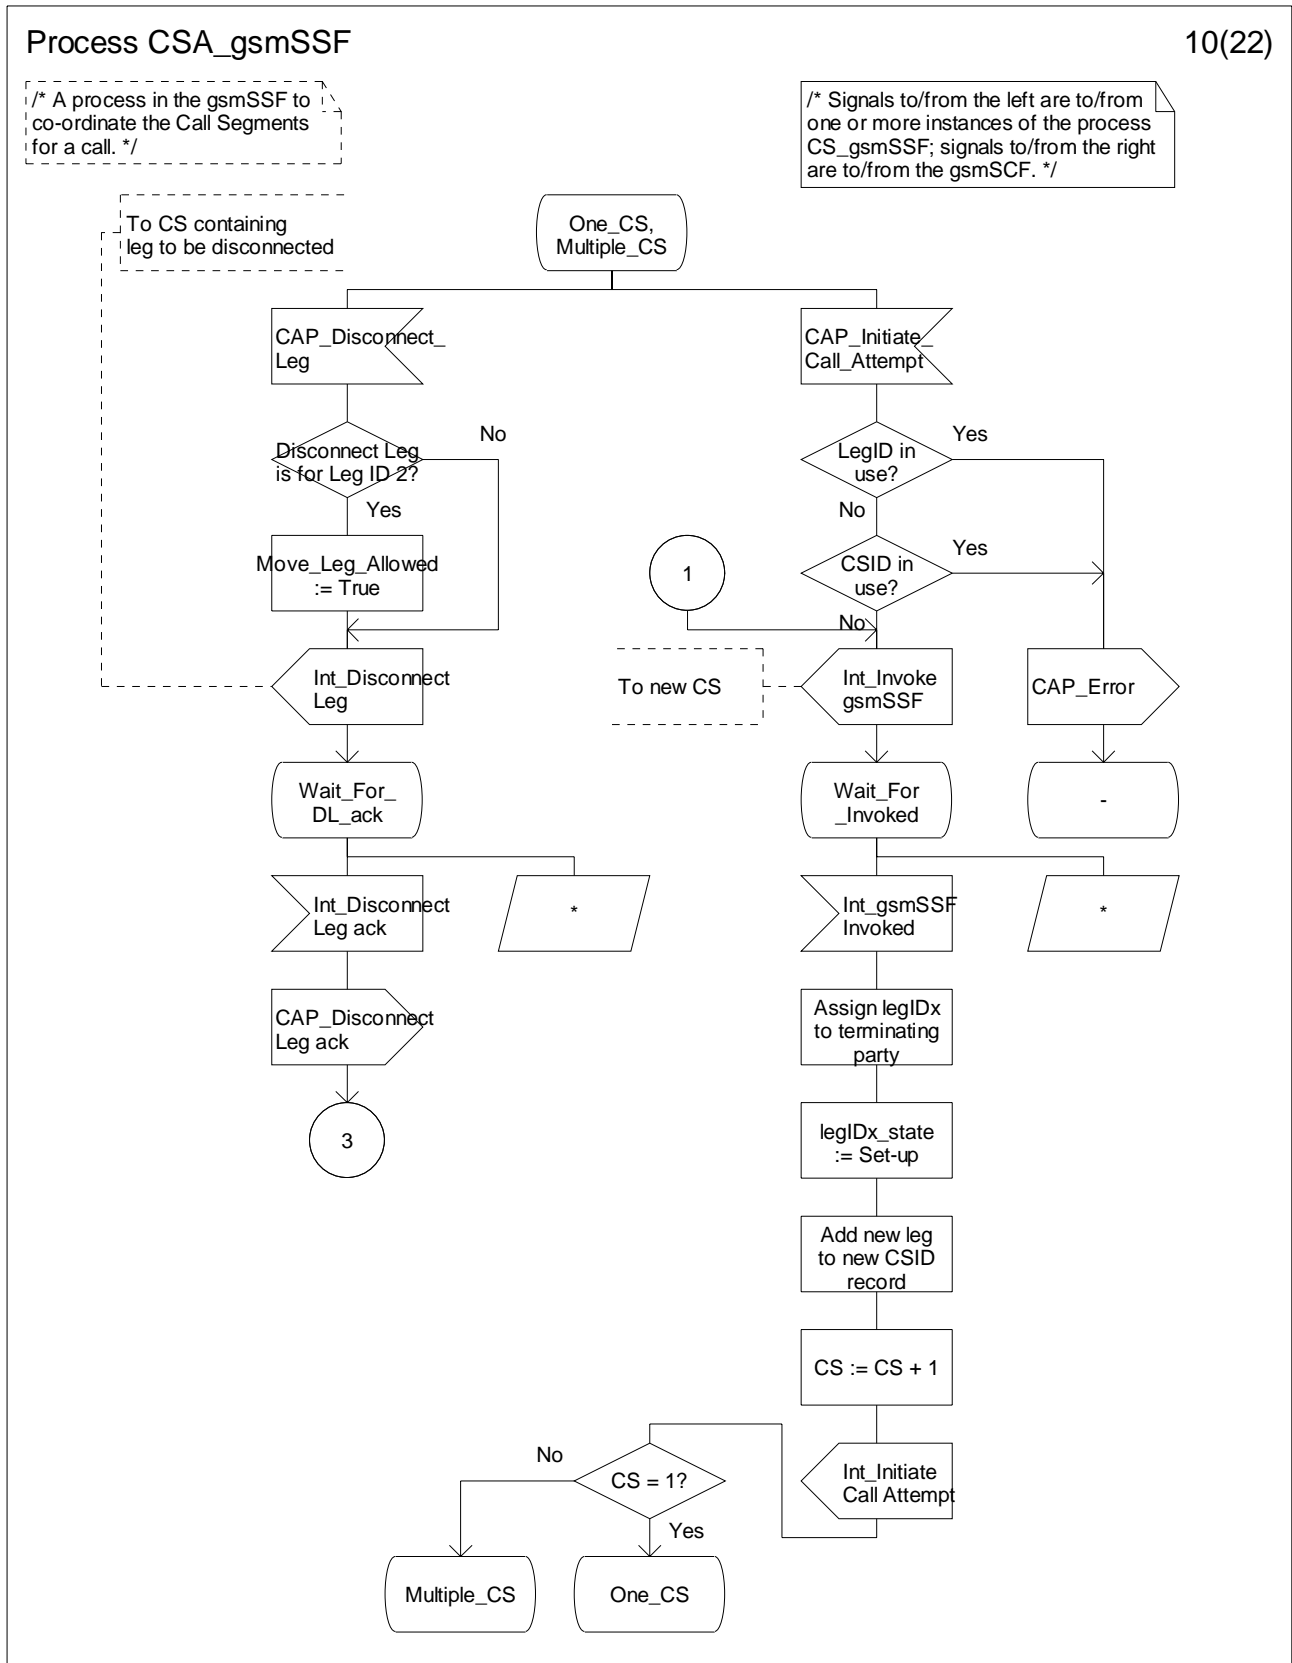 Process CSA_gsmSSF
10(22)
/* A process in the gsmSSF to
co-ordinate the Call Segments
for a call. */
/* Signals to/from the left are to/from
one or more instances of the process
CS_gsmSSF; signals to/from the right
are to/from the gsmSCF. */
To CS containing
leg to be disconnected
One_CS,
Multiple_CS
CAP_Disconnect_
Leg
CAP_Initiate_
Call_Attempt
Disconnect Leg
is for Leg ID 2?
No
Yes
LegID in
use?
Yes
No
Move_Leg_Allowed
:= True
1
CSID in
use?
Yes
No
Int_Disconnect
Leg
To new CS
Int_Invoke
gsmSSF
CAP_Error
Wait_For_
DL_ack
Wait_For
_Invoked
-
Int_Disconnect
Leg ack
*
Int_gsmSSF
Invoked
*
CAP_Disconnect
Leg ack
Assign legIDx
to terminating
party
3
legIDx_state
:= Set-up
Add new leg
to new CSID
record
CS := CS + 1
No
CS = 1?
Yes
Int_Initiate
Call Attempt
Multiple_CS
One_CS